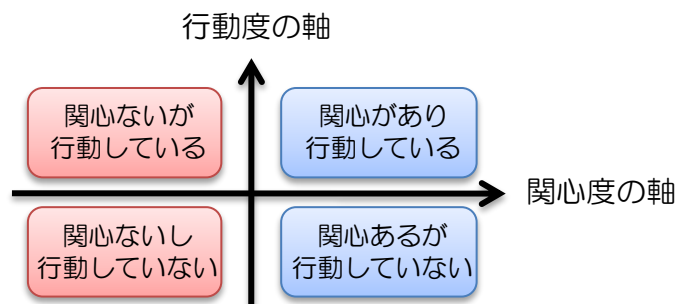 行動度の軸
関心ないが
行動している
関心があり
行動している
関心度の軸
関心ないし
行動していない
関心あるが
行動していない